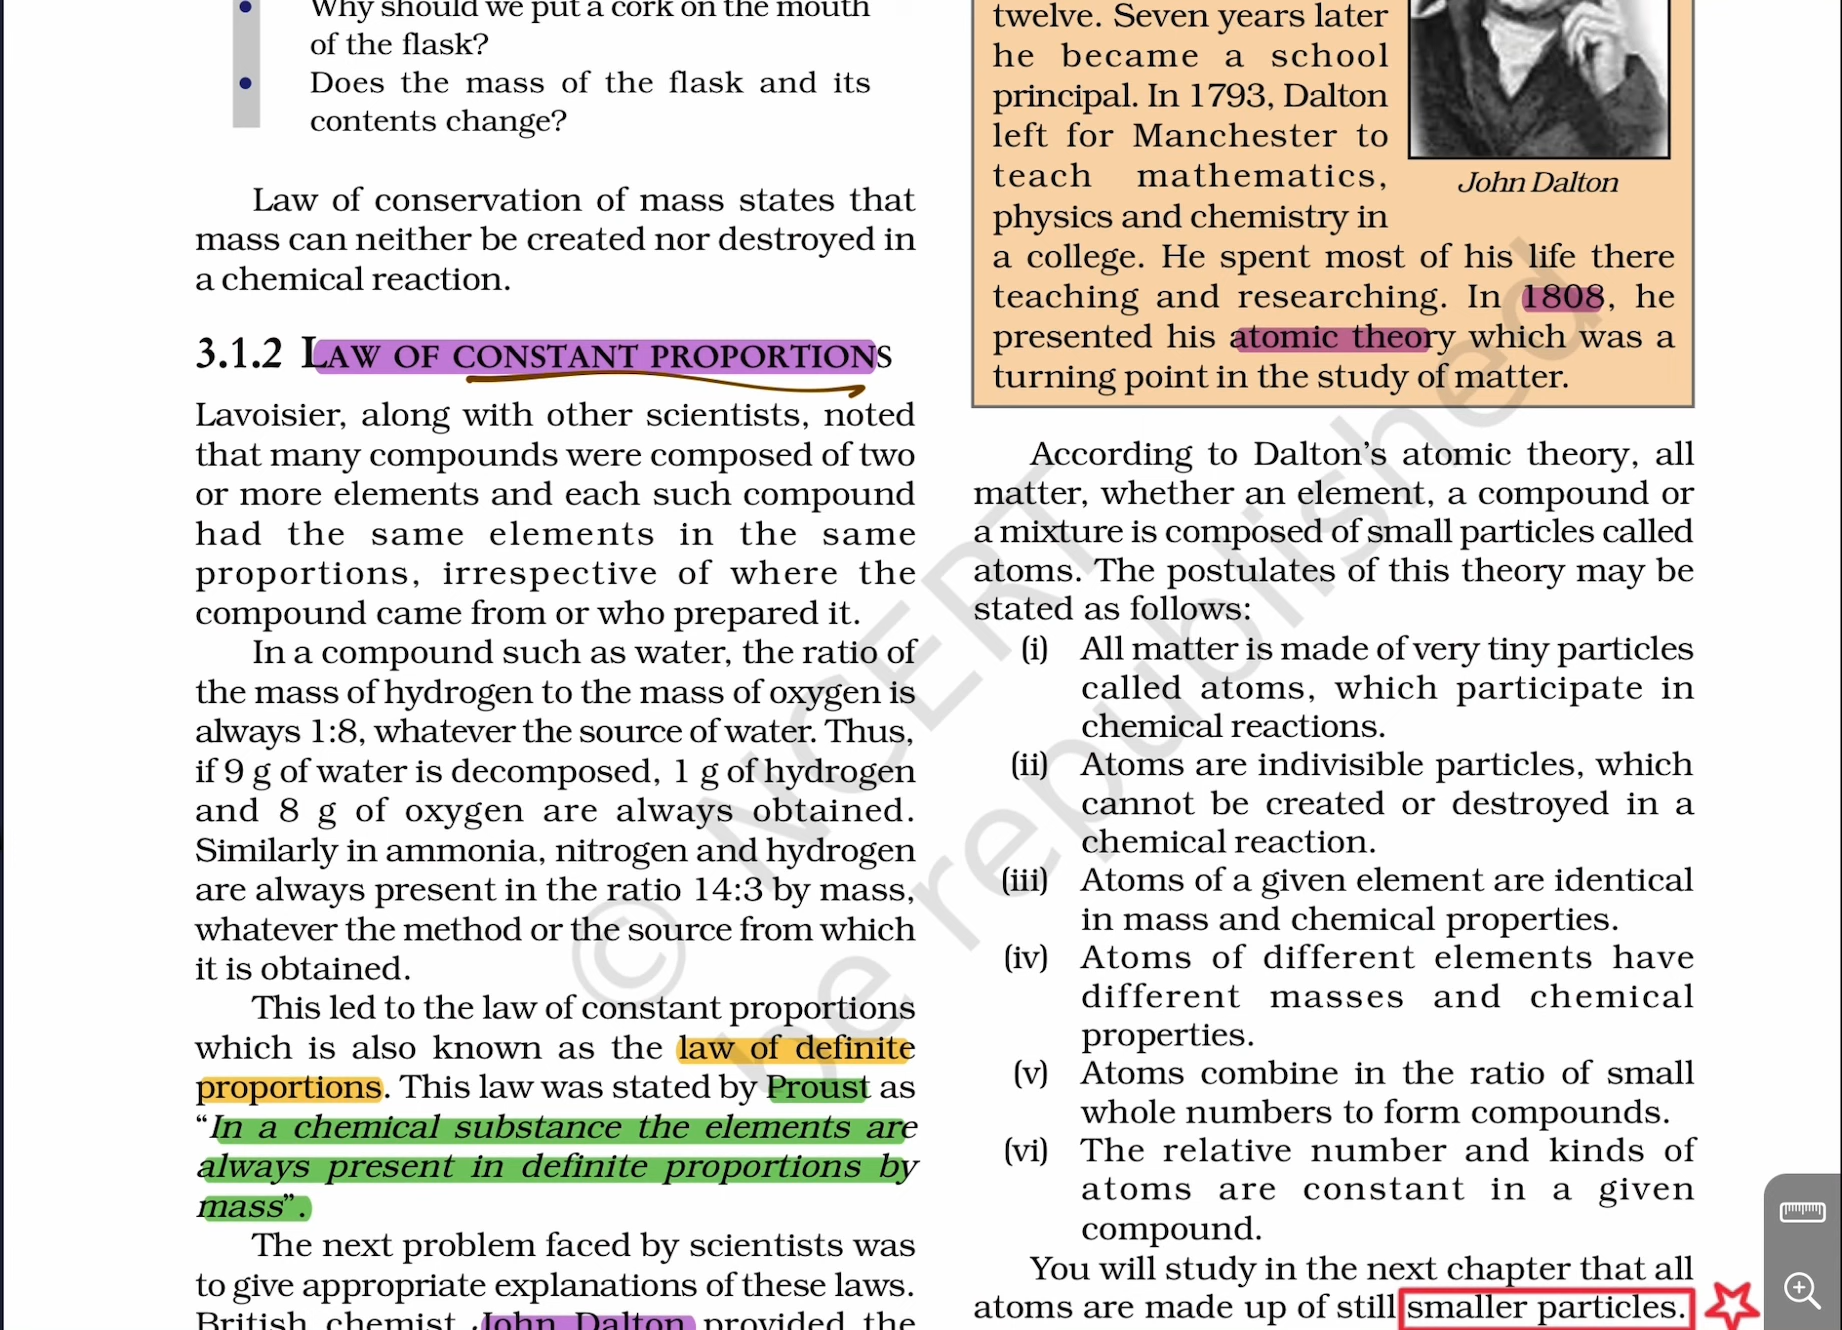 Why should we put a cork on the mouth
of the flask?
• Does the mass of the flask and its
contents change?
Law of conservation of mass states that
mass can neither be created nor destroyed in
a chemical reaction.
3.1.2 LAW OF CONSTANT PROPORTIONS
Lavoisier, along with other scientists, noted
that many compounds were composed of two
or more elements and each such compound
had the same elements in the same
proportions, irrespective of where the
compound came from or who prepared it.
In a compound such as water, the ratio of
the mass of hydrogen to the mass of oxygen is
always 1:8, whatever the source of water. Thus,
if 9 g of water is decomposed, 1 g of hydrogen
and 8 g of oxygen are always obtained.
Similarly in ammonia, nitrogen and hydrogen
are always present in the ratio 14:3 by mass,
whatever the method or the source from which
it is obtained.
This led to the law of constant proportions
which is also known as the law of definite
proportions. This law was stated by Proust as
“In a chemical substance the elements are
always present in definite proportions by
mass”.
The next problem faced by scientists was
to give appropriate explanations of these laws.
British chemist John Dalton provided the
twelve. Seven years later
he became a school
principal. In 1793, Dalton
left for Manchester to
teach mathematics,
physics and chemistry in
a college. He spent most of his life there
teaching and researching. In 1808, he
presented his atomic theory which was a
turning point in the study of matter.
John Dalton
According to Dalton’s atomic theory, all
matter, whether an element, a compound or
a mixture is composed of small particles called
atoms. The postulates of this theory may be
stated as follows:
(i) All matter is made of very tiny particles
called atoms, which participate in
chemical reactions.
(ii) Atoms are indivisible particles, which
cannot be created or destroyed in a
chemical reaction.
(iii) Atoms of a given element are identical
in mass and chemical properties.
(iv) Atoms of different elements have
different masses and chemical
properties.
(v) Atoms combine in the ratio of small
whole numbers to form compounds.
(vi) The relative number and kinds of
atoms are constant in a given
compound.
You will study in the next chapter that all
atoms are made up of still smaller particles.
© NCERT
be republished